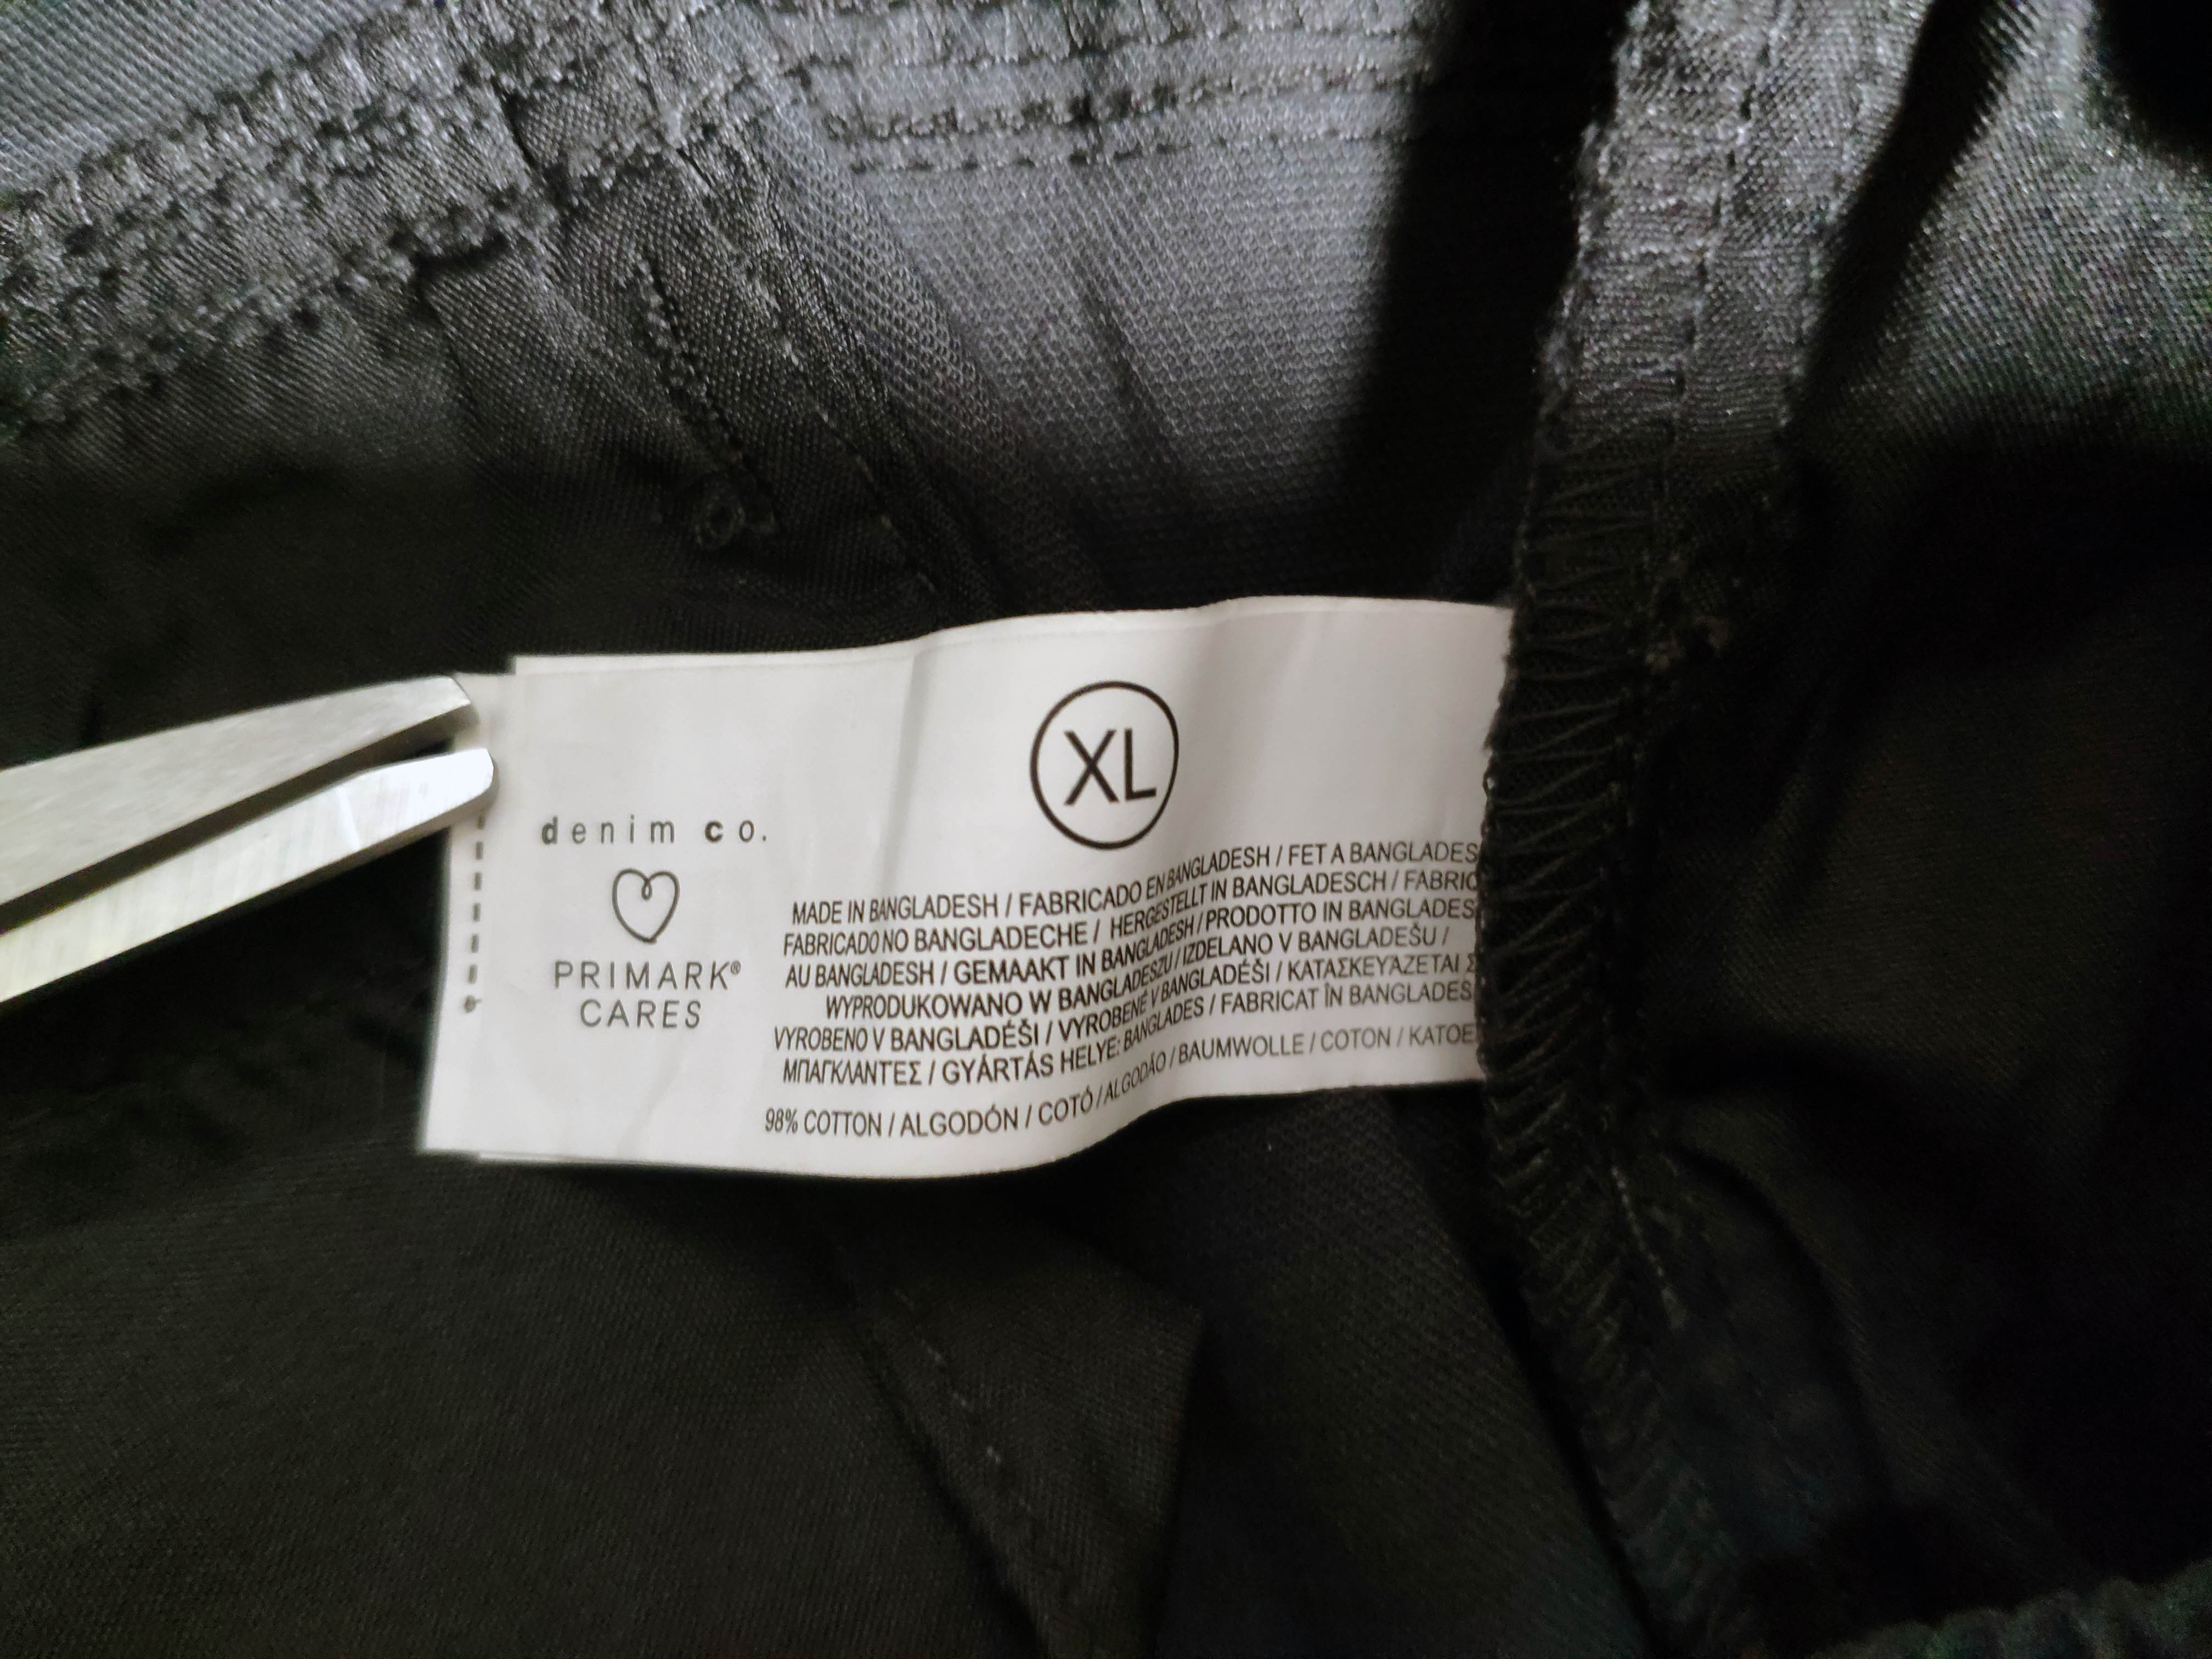 XL
denim co.
PRIMARK®
CARES
MADE IN BANGLADESH / FABRICADO EN BANGLADESH / FET A BANGLADES
FABRICADO NO BANGLADECHE / HERGESTELLT IN BANGLADESCH / FABRIC
AU BANGLADESH / GEMAAKT IN BANGLADESH / PRODOTTO IN BANGLADES
WYPRODUKOWANO W BANGLADESZU / IZDELANO V BANGLADEŠU /
VYROBENO V BANGLADÉŠI / VYROBENÉ V BANGLADÉŠI / ΚΑΤΑΣΚΕΥΆΖΕΤΑΙ Σ
ΜΠΑΓΚΛΑΝΤΕΣ / GYÁRTÁS HELYE: BANGLADES / FABRICAT ÎN BANGLADES
98% COTTON / ALGODÓN / COTÓ / ALGODÃO / BAUMWOLLE / COTON / KATOE